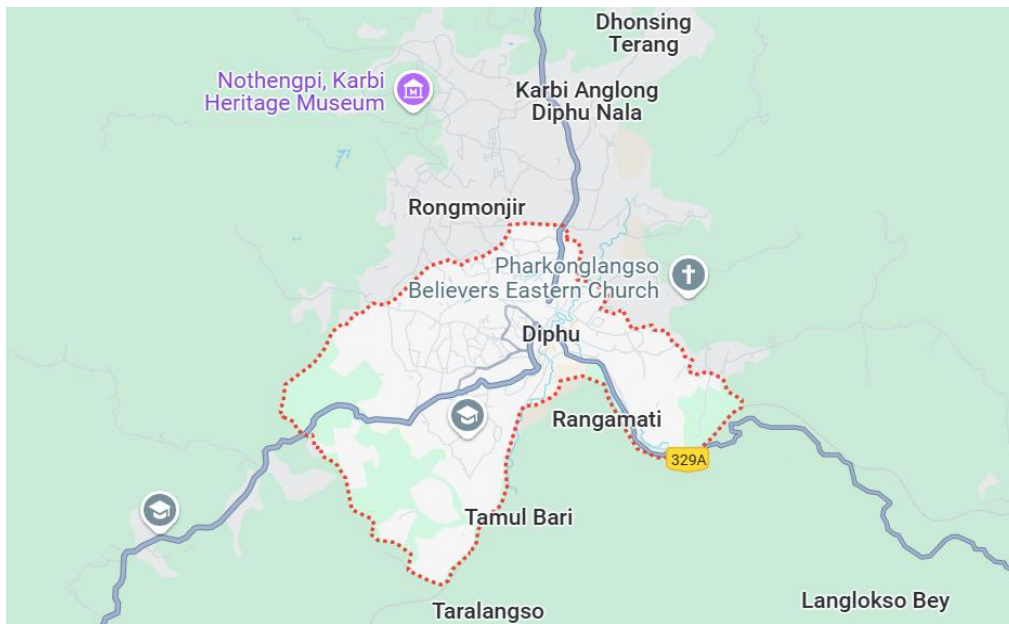 Dhonsing
Terang
Nothengpi, Karbi
Heritage Museum
Karbi Anglong
Diphu Nala
Rongmonjir
Pharkonglangso
Believers Eastern Church
Diphu
Rangamati
329A
Tamul Bari
Taralangso
Langlokso Bey